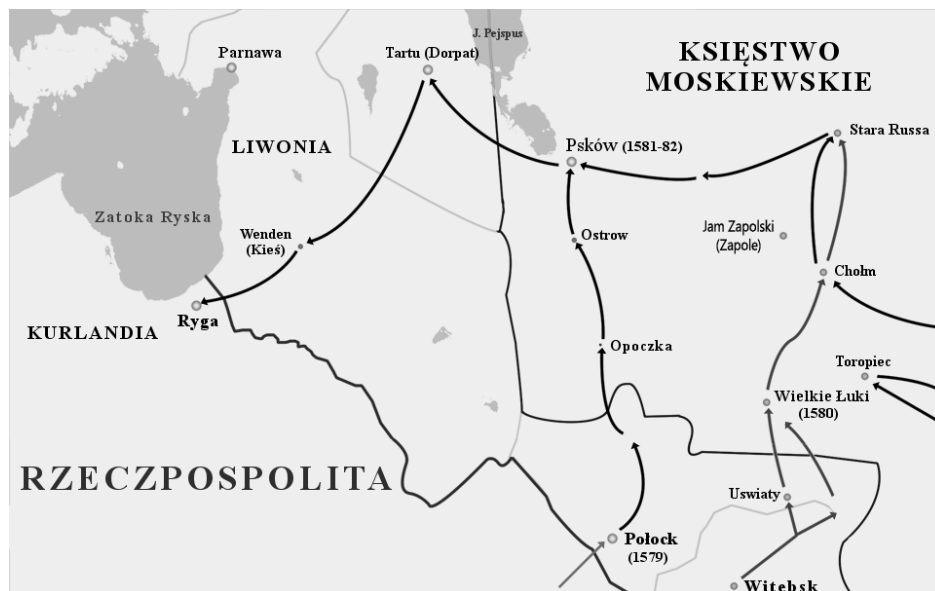 J. Pejspus
Parnawa
Tartu (Dorpat)
KSIĘSTWO
MOSKIEWSKIE
Stara Russa
LIWONIA
Psków (1581-82)
Zatoka Ryska
Wenden
(Kieś)
Ostrow
Jam Zapolski
(Zapole)
Chołm
Ryga
KURLANDIA
Opoczka
Toropiec
Wielkie Łuki
(1580)
RZECZPOSPOLITA
Uswiaty
Połock
(1579)
Witebsk